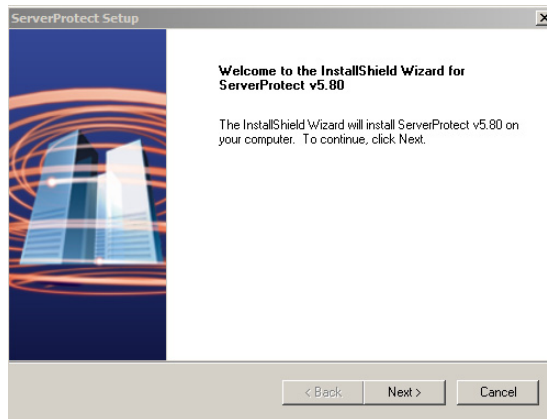 ServerProtect Setup
Welcome to the InstallShield Wizard for
ServerProtect v5.80
The InstallShield Wizard will install ServerProtect v5.80 on
your computer. To continue, click Next.
< Back
Next >
Cancel